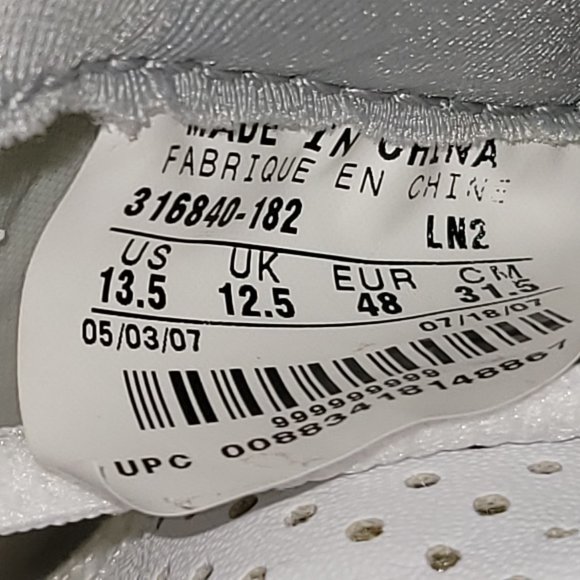 MADE IN CHINA
FABRIQUE EN CHINE
316840-182 LN2
US UK EUR CM
13.5 12.5 48 31.5
05/03/07 07/18/07
9999999999
UPC 00883418148867